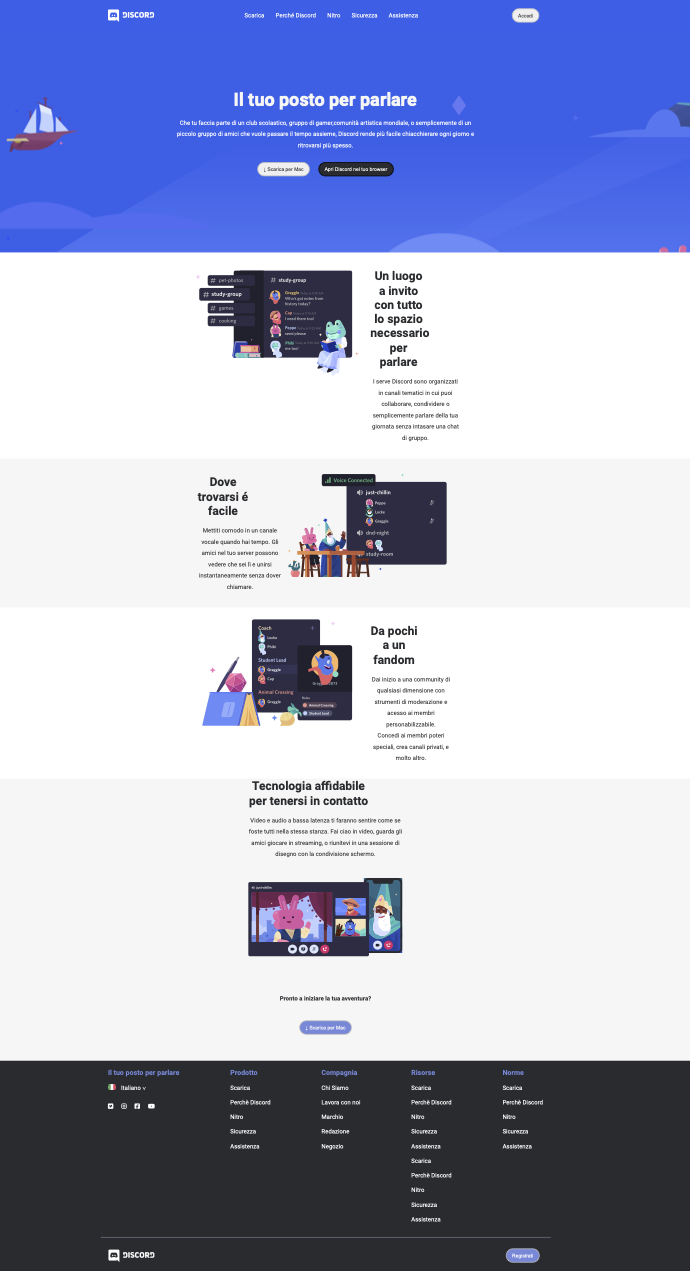 DISCORD
Scarica Perchè Discord Nitro Sicurezza Assistenza
Accedi
Il tuo posto per parlare
Che tu faccia parte di un club scolastico, gruppo di gamer,comunità artistica mondiale, o semplicemente di un
piccolo gruppo di amici che vuole passare il tempo assieme, Discord rende più facile chiacchierare ogni giorno e
ritrovarsi più spesso.
↓ Scarica per Mac
Apri Discord nel tuo browser
# pet-photos
# study-group
# games
# cooking
# study-group
Graggle
Who's got notes from
history today?
Cap
I need them too!
Peppe
send please
Phibi
me too!
Un luogo
a invito
con tutto
lo spazio
necessario
per
parlare
I serve Discord sono organizzati
in canali tematici in cui puoi
collaborare, condividere o
semplicemente parlare della tua
giornata senza intasare una chat
di gruppo.
Dove
trovarsi é
facile
Mettiti comodo in un canale
vocale quando hai tempo. Gli
amici nel tuo server possono
vedere che sei lì e unirsi
instantaneamente senza dover
chiamare.
Voice Connected
just-chillin
Peppe
Locke
Graggle
dnd-night
study-room
Coach
Locke
Phibi
Student Lead
Graggle
Cap
Animal Crossing
Graggle
Roles
Animal Crossing
Student Lead
Da pochi
a un
fandom
Dai inizio a una community di
qualsiasi dimensione con
strumenti di moderazione e
acesso ai membri
personabilizzabile.
Concedi ai membri poteri
speciali, crea canali privati, e
molto altro.
Tecnologia affidabile
per tenersi in contatto
Video e audio a bassa latenza ti faranno sentire come se
foste tutti nella stessa stanza. Fai ciao in video, guarda gli
amici giocare in streaming, o riunitevi in una sessione di
disegno con la condivisione schermo.
just-chillin
Pronto a iniziare la tua avventura?
↓ Scarica per Mac
Il tuo posto per parlare
Italiano v
Prodotto
Scarica
Perchè Discord
Nitro
Sicurezza
Assistenza
Compagnia
Chi Siamo
Lavora con noi
Marchio
Redazione
Negozio
Risorse
Scarica
Perchè Discord
Nitro
Sicurezza
Assistenza
Scarica
Perchè Discord
Nitro
Sicurezza
Assistenza
Norme
Scarica
Perchè Discord
Nitro
Sicurezza
Assistenza
DISCORD
Registrati